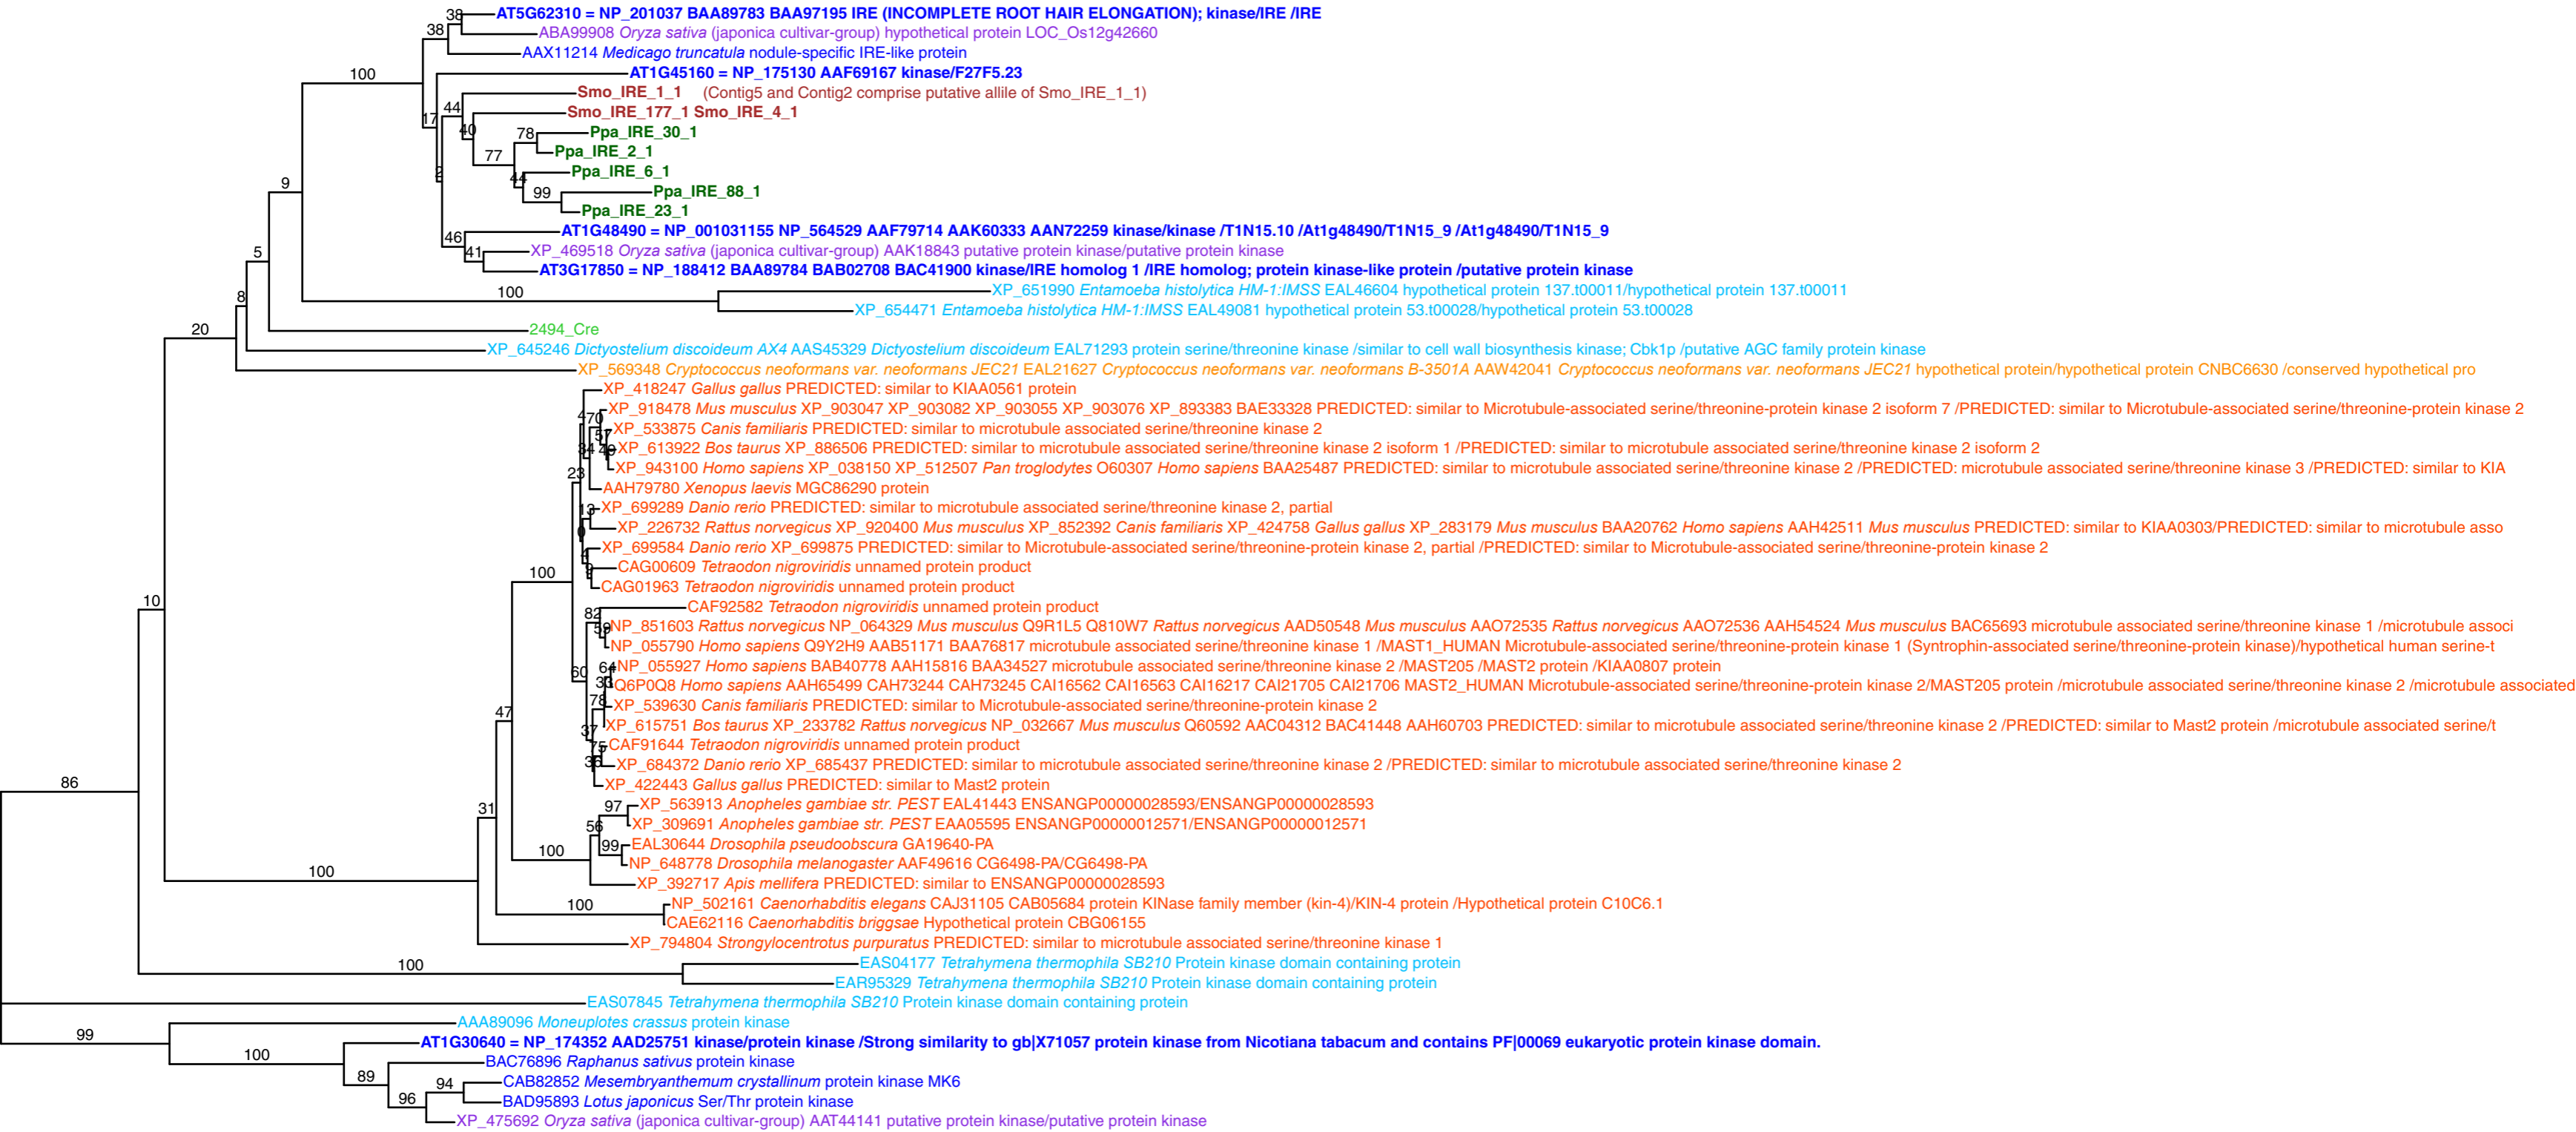 38 AT5G62310 = NP_201037 BAA89783 BAA97195 IRE (INCOMPLETE ROOT HAIR ELONGATION); kinase/IRE /IRE
38 ABA99908 Oryza sativa (japonica cultivar-group) hypothetical protein LOC_Os12g42660
AAX11214 Medicago truncatula nodule-specific IRE-like protein
100 AT1G45160 = NP_175130 AAF69167 kinase/F27F5.23
Smo_IRE_1_1 (Contig5 and Contig2 comprise putative allile of Smo_IRE_1_1)
44 Smo_IRE_177_1 Smo_IRE_4_1
17 40 78 Ppa_IRE_30_1
77 Ppa_IRE_2_1
2 44 Ppa_IRE_6_1
9 99 Ppa_IRE_88_1
Ppa_IRE_23_1
46 AT1G48490 = NP_001031155 NP_564529 AAF79714 AAK60333 AAN72259 kinase/kinase /T1N15.10 /At1g48490/T1N15_9 /At1g48490/T1N15_9
5 41 XP_469518 Oryza sativa (japonica cultivar-group) AAK18843 putative protein kinase/putative protein kinase
AT3G17850 = NP_188412 BAA89784 BAB02708 BAC41900 kinase/IRE homolog 1 /IRE homolog; protein kinase-like protein /putative protein kinase
8 100 XP_651990 Entamoeba histolytica HM-1:IMSS EAL46604 hypothetical protein 137.t00011/hypothetical protein 137.t00011
XP_654471 Entamoeba histolytica HM-1:IMSS EAL49081 hypothetical protein 53.t00028/hypothetical protein 53.t00028
20 2494_Cre
XP_645246 Dictyostelium discoideum AX4 AAS45329 Dictyostelium discoideum EAL71293 protein serine/threonine kinase /similar to cell wall biosynthesis kinase; Cbk1p /putative AGC family protein kinase
XP_569348 Cryptococcus neoformans var. neoformans JEC21 EAL21627 Cryptococcus neoformans var. neoformans B-3501A AAW42041 Cryptococcus neoformans var. neoformans JEC21 hypothetical protein/hypothetical protein CNBC6630 /conserved hypothetical pro
XP_418247 Gallus gallus PREDICTED: similar to KIAA0561 protein
70 XP_918478 Mus musculus XP_903047 XP_903082 XP_903055 XP_903076 XP_893383 BAE33328 PREDICTED: similar to Microtubule-associated serine/threonine-protein kinase 2 isoform 7 /PREDICTED: similar to Microtubule-associated serine/threonine-protein kinase 2
XP_533875 Canis familiaris PREDICTED: similar to microtubule associated serine/threonine kinase 2
34 XP_613922 Bos taurus XP_886506 PREDICTED: similar to microtubule associated serine/threonine kinase 2 isoform 1 /PREDICTED: similar to microtubule associated serine/threonine kinase 2 isoform 2
23 XP_943100 Homo sapiens XP_038150 XP_512507 Pan troglodytes O60307 Homo sapiens BAA25487 PREDICTED: similar to microtubule associated serine/threonine kinase 2 /PREDICTED: microtubule associated serine/threonine kinase 3 /PREDICTED: similar to KIA
AAH79780 Xenopus laevis MGC86290 protein
13 XP_699289 Danio rerio PREDICTED: similar to microtubule associated serine/threonine kinase 2, partial
0 XP_226732 Rattus norvegicus XP_920400 Mus musculus XP_852392 Canis familiaris XP_424758 Gallus gallus XP_283179 Mus musculus BAA20762 Homo sapiens AAH42511 Mus musculus PREDICTED: similar to KIAA0303/PREDICTED: similar to microtubule asso
4 XP_699584 Danio rerio XP_699875 PREDICTED: similar to Microtubule-associated serine/threonine-protein kinase 2, partial /PREDICTED: similar to Microtubule-associated serine/threonine-protein kinase 2
100 CAG00609 Tetraodon nigroviridis unnamed protein product
CAG01963 Tetraodon nigroviridis unnamed protein product
10 82 CAF92582 Tetraodon nigroviridis unnamed protein product
59 NP_851603 Rattus norvegicus NP_064329 Mus musculus Q9R1L5 Q810W7 Rattus norvegicus AAD50548 Mus musculus AAO72535 Rattus norvegicus AAO72536 AAH54524 Mus musculus BAC65693 microtubule associated serine/threonine kinase 1 /microtubule associ
NP_055790 Homo sapiens Q9Y2H9 AAB51171 BAA76817 microtubule associated serine/threonine kinase 1 /MAST1_HUMAN Microtubule-associated serine/threonine-protein kinase 1 (Syntrophin-associated serine/threonine-protein kinase)/hypothetical human serine-t
60 64 NP_055927 Homo sapiens BAB40778 AAH15816 BAA34527 microtubule associated serine/threonine kinase 2 /MAST205 /MAST2 protein /KIAA0807 protein
33 Q6P0Q8 Homo sapiens AAH65499 CAH73244 CAH73245 CAI16562 CAI16563 CAI16217 CAI21705 CAI21706 MAST2_HUMAN Microtubule-associated serine/threonine-protein kinase 2/MAST205 protein /microtubule associated serine/threonine kinase 2 /microtubule associated
47 78 XP_539630 Canis familiaris PREDICTED: similar to Microtubule-associated serine/threonine-protein kinase 2
37 XP_615751 Bos taurus XP_233782 Rattus norvegicus NP_032667 Mus musculus Q60592 AAC04312 BAC41448 AAH60703 PREDICTED: similar to microtubule associated serine/threonine kinase 2 /PREDICTED: similar to Mast2 protein /microtubule associated serine/t
75 CAF91644 Tetraodon nigroviridis unnamed protein product
36 XP_684372 Danio rerio XP_685437 PREDICTED: similar to microtubule associated serine/threonine kinase 2 /PREDICTED: similar to microtubule associated serine/threonine kinase 2
86 XP_422443 Gallus gallus PREDICTED: similar to Mast2 protein
31 97 XP_563913 Anopheles gambiae str. PEST EAL41443 ENSANGP00000028593/ENSANGP00000028593
56 XP_309691 Anopheles gambiae str. PEST EAA05595 ENSANGP00000012571/ENSANGP00000012571
100 99 EAL30644 Drosophila pseudoobscura GA19640-PA
NP_648778 Drosophila melanogaster AAF49616 CG6498-PA/CG6498-PA
100 XP_392717 Apis mellifera PREDICTED: similar to ENSANGP00000028593
100 NP_502161 Caenorhabditis elegans CAJ31105 CAB05684 protein KINase family member (kin-4)/KIN-4 protein /Hypothetical protein C10C6.1
CAE62116 Caenorhabditis briggsae Hypothetical protein CBG06155
XP_794804 Strongylocentrotus purpuratus PREDICTED: similar to microtubule associated serine/threonine kinase 1
100 EAS04177 Tetrahymena thermophila SB210 Protein kinase domain containing protein
EAR95329 Tetrahymena thermophila SB210 Protein kinase domain containing protein
EAS07845 Tetrahymena thermophila SB210 Protein kinase domain containing protein
99 AAA89096 Moneuplotes crassus protein kinase
100 AT1G30640 = NP_174352 AAD25751 kinase/protein kinase /Strong similarity to gb|X71057 protein kinase from Nicotiana tabacum and contains PF|00069 eukaryotic protein kinase domain.
BAC76896 Raphanus sativus protein kinase
89 94 CAB82852 Mesembryanthemum crystallinum protein kinase MK6
96 BAD95893 Lotus japonicus Ser/Thr protein kinase
XP_475692 Oryza sativa (japonica cultivar-group) AAT44141 putative protein kinase/putative protein kinase